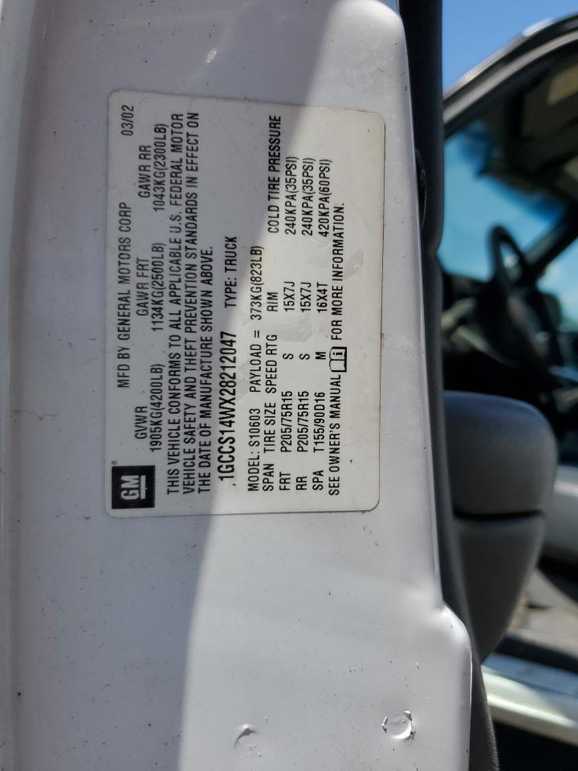 GM®
MFD BY GENERAL MOTORS CORP 03/02
GVWR GAWR FRT GAWR RR
1905KG(4200LB) 1134KG(2500LB) 1043KG(2300LB)
THIS VEHICLE CONFORMS TO ALL APPLICABLE U.S. FEDERAL MOTOR
VEHICLE SAFETY AND THEFT PREVENTION STANDARDS IN EFFECT ON
THE DATE OF MANUFACTURE SHOWN ABOVE.
1GCCS14WX28212047 TYPE: TRUCK
MODEL: S10603 PAYLOAD = 373KG(823LB)
SPAN TIRE SIZE SPEED RTG RIM COLD TIRE PRESSURE
FRT P205/75R15 S 15X7J 240KPA(35PSI)
RR P205/75R15 S 15X7J 240KPA(35PSI)
SPA T155/90D16 M 16X4T 420KPA(60PSI)
SEE OWNER'S MANUAL FOR MORE INFORMATION.